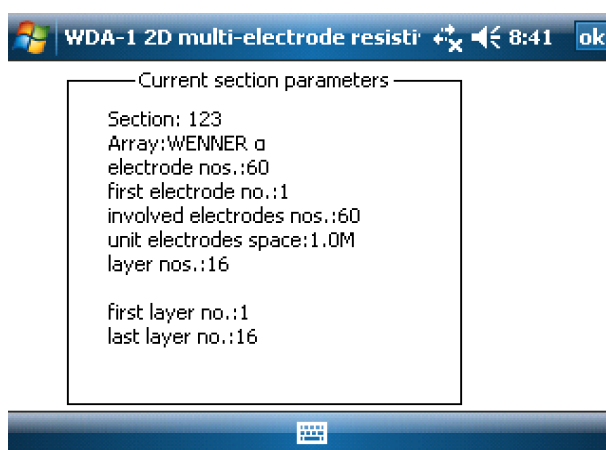 WDA-1 2D multi-electrode resisti 8:41 ok
Current section parameters
Section: 123
Array:WENNER α
electrode nos.:60
first electrode no.:1
involved electrodes nos.:60
unit electrodes space:1.0M
layer nos.:16
first layer no.:1
last layer no.:16